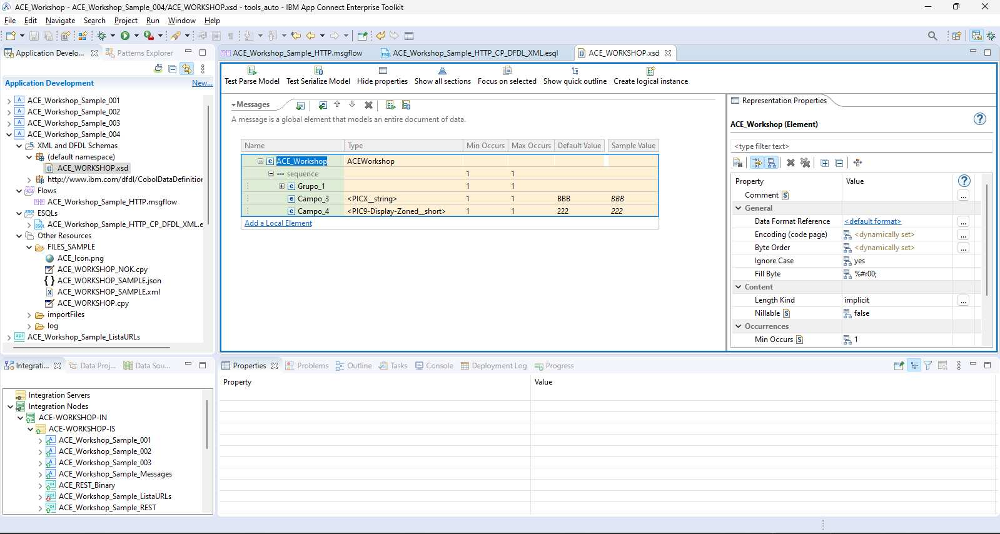 ACE_Workshop - ACE_Workshop_Sample_004/ACE_WORKSHOP.xsd - tools_auto - IBM App Connect Enterprise Toolkit
File Edit Navigate Search Project Run Window Help
Application Develo... Patterns Explorer
Application Development New...
ACE_Workshop_Sample_001
ACE_Workshop_Sample_002
ACE_Workshop_Sample_003
ACE_Workshop_Sample_004
XML and DFDL Schemas
(default namespace)
ACE_WORKSHOP.xsd
http://www.ibm.com/dfdl/CobolDataDefinition
Flows
ACE_Workshop_Sample_HTTP.msgflow
ESQLs
ACE_Workshop_Sample_HTTP_CP_DFDL_XML.e
Other Resources
FILES_SAMPLE
ACE_Icon.png
ACE_WORKSHOP_NOK.cpy
ACE_WORKSHOP_SAMPLE.json
ACE_WORKSHOP_SAMPLE.xml
ACE_WORKSHOP.cpy
importFiles
log
ACE_Workshop_Sample_ListaURLs
ACE_Workshop_Sample_HTTP.msgflow ACE_Workshop_Sample_HTTP_CP_DFDL_XML.esql ACE_WORKSHOP.xsd
Test Parse Model Test Serialize Model Hide properties Show all sections Focus on selected Show quick outline Create logical instance
Messages
A message is a global element that models an entire document of data.
Name Type Min Occurs Max Occurs Default Value Sample Value
ACE_Workshop ACEWorkshop
sequence 1 1
Grupo_1 1 1
Campo_3 <PICX__string> 1 1 BBB BBB
Campo_4 <PIC9-Display-Zoned__short> 1 1 222 222
Add a Local Element
Representation Properties
ACE_Workshop (Element)
<type filter text>
Property Value
Comment
General
Data Format Reference <default format>
Encoding (code page) <dynamically set>
Byte Order <dynamically set>
Ignore Case yes
Fill Byte %#r00;
Content
Length Kind implicit
Nillable false
Occurrences
Min Occurs 1
Integrati... Data Proj... Data Sou...
Integration Servers
Integration Nodes
ACE-WORKSHOP-IN
ACE-WORKSHOP-IS
ACE_Workshop_Sample_001
ACE_Workshop_Sample_002
ACE_Workshop_Sample_003
ACE_Workshop_Sample_Messages
ACE_REST_Binary
ACE_Workshop_Sample_ListaURLs
ACE_Workshop_Sample_REST
Properties Problems Outline Tasks Console Deployment Log Progress
Property Value